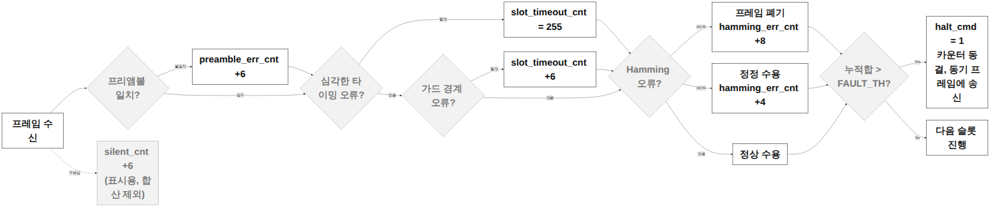 프레임 수
신
프리앰블
일치?
무응답
silent_cnt
+6
(표시용, 합
산 제외)
불일치
preamble_err_cnt
+6
일치
심각한 타
이밍 오류?
발생
slot_timeout_cnt
= 255
없음
가드 경계
오류?
발생
slot_timeout_cnt
+6
없음
Hamming
오류?
2비트
프레임 폐기
hamming_err_cnt
+8
1비트
정정 수용
hamming_err_cnt
+4
없음
정상 수용
누적합 >
FAULT_TH?
Yes
halt_cmd
= 1
카운터 동
결, 동기 프
레임에 송
신
No
다음 슬롯
진행